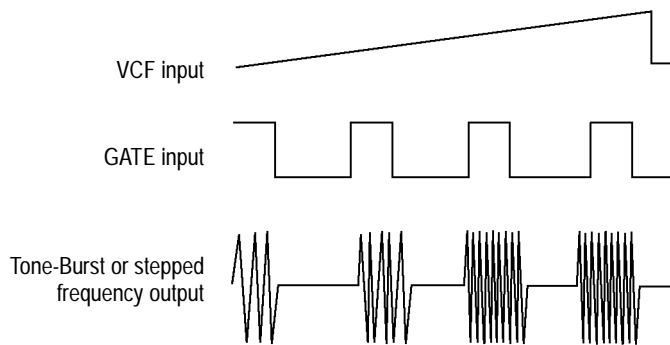 VCF input
GATE input
Tone-Burst or stepped
frequency output